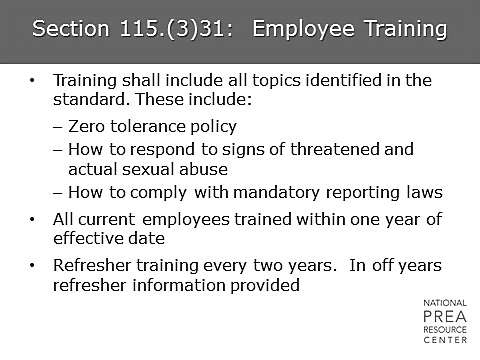 Section 115.(3)31:  Employee Training
• Training shall include all topics identified in the
standard. These include:
– Zero tolerance policy
– How to respond to signs of threatened and
actual sexual abuse
– How to comply with mandatory reporting laws
• All current employees trained within one year of
effective date
• Refresher training every two years.  In off years
refresher information provided
NATIONAL
PREA
RESOURCE
CENTER